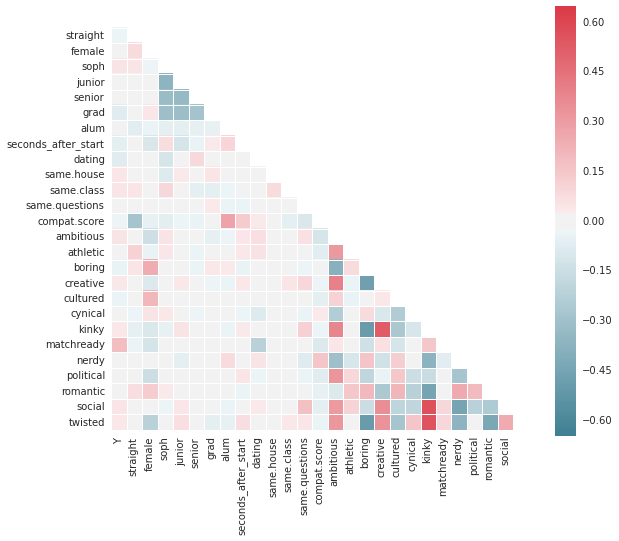 straight
female
soph
junior
senior
grad
alum
seconds_after_start
dating
same.house
same.class
same.questions
compat.score
ambitious
athletic
boring
creative
cultured
cynical
kinky
matchready
nerdy
political
romantic
social
twisted
Y
straight
female
soph
junior
senior
grad
alum
seconds_after_start
dating
same.house
same.class
same.questions
compat.score
ambitious
athletic
boring
creative
cultured
cynical
kinky
matchready
nerdy
political
romantic
social
0.60
0.45
0.30
0.15
0.00
−0.15
−0.30
−0.45
−0.60